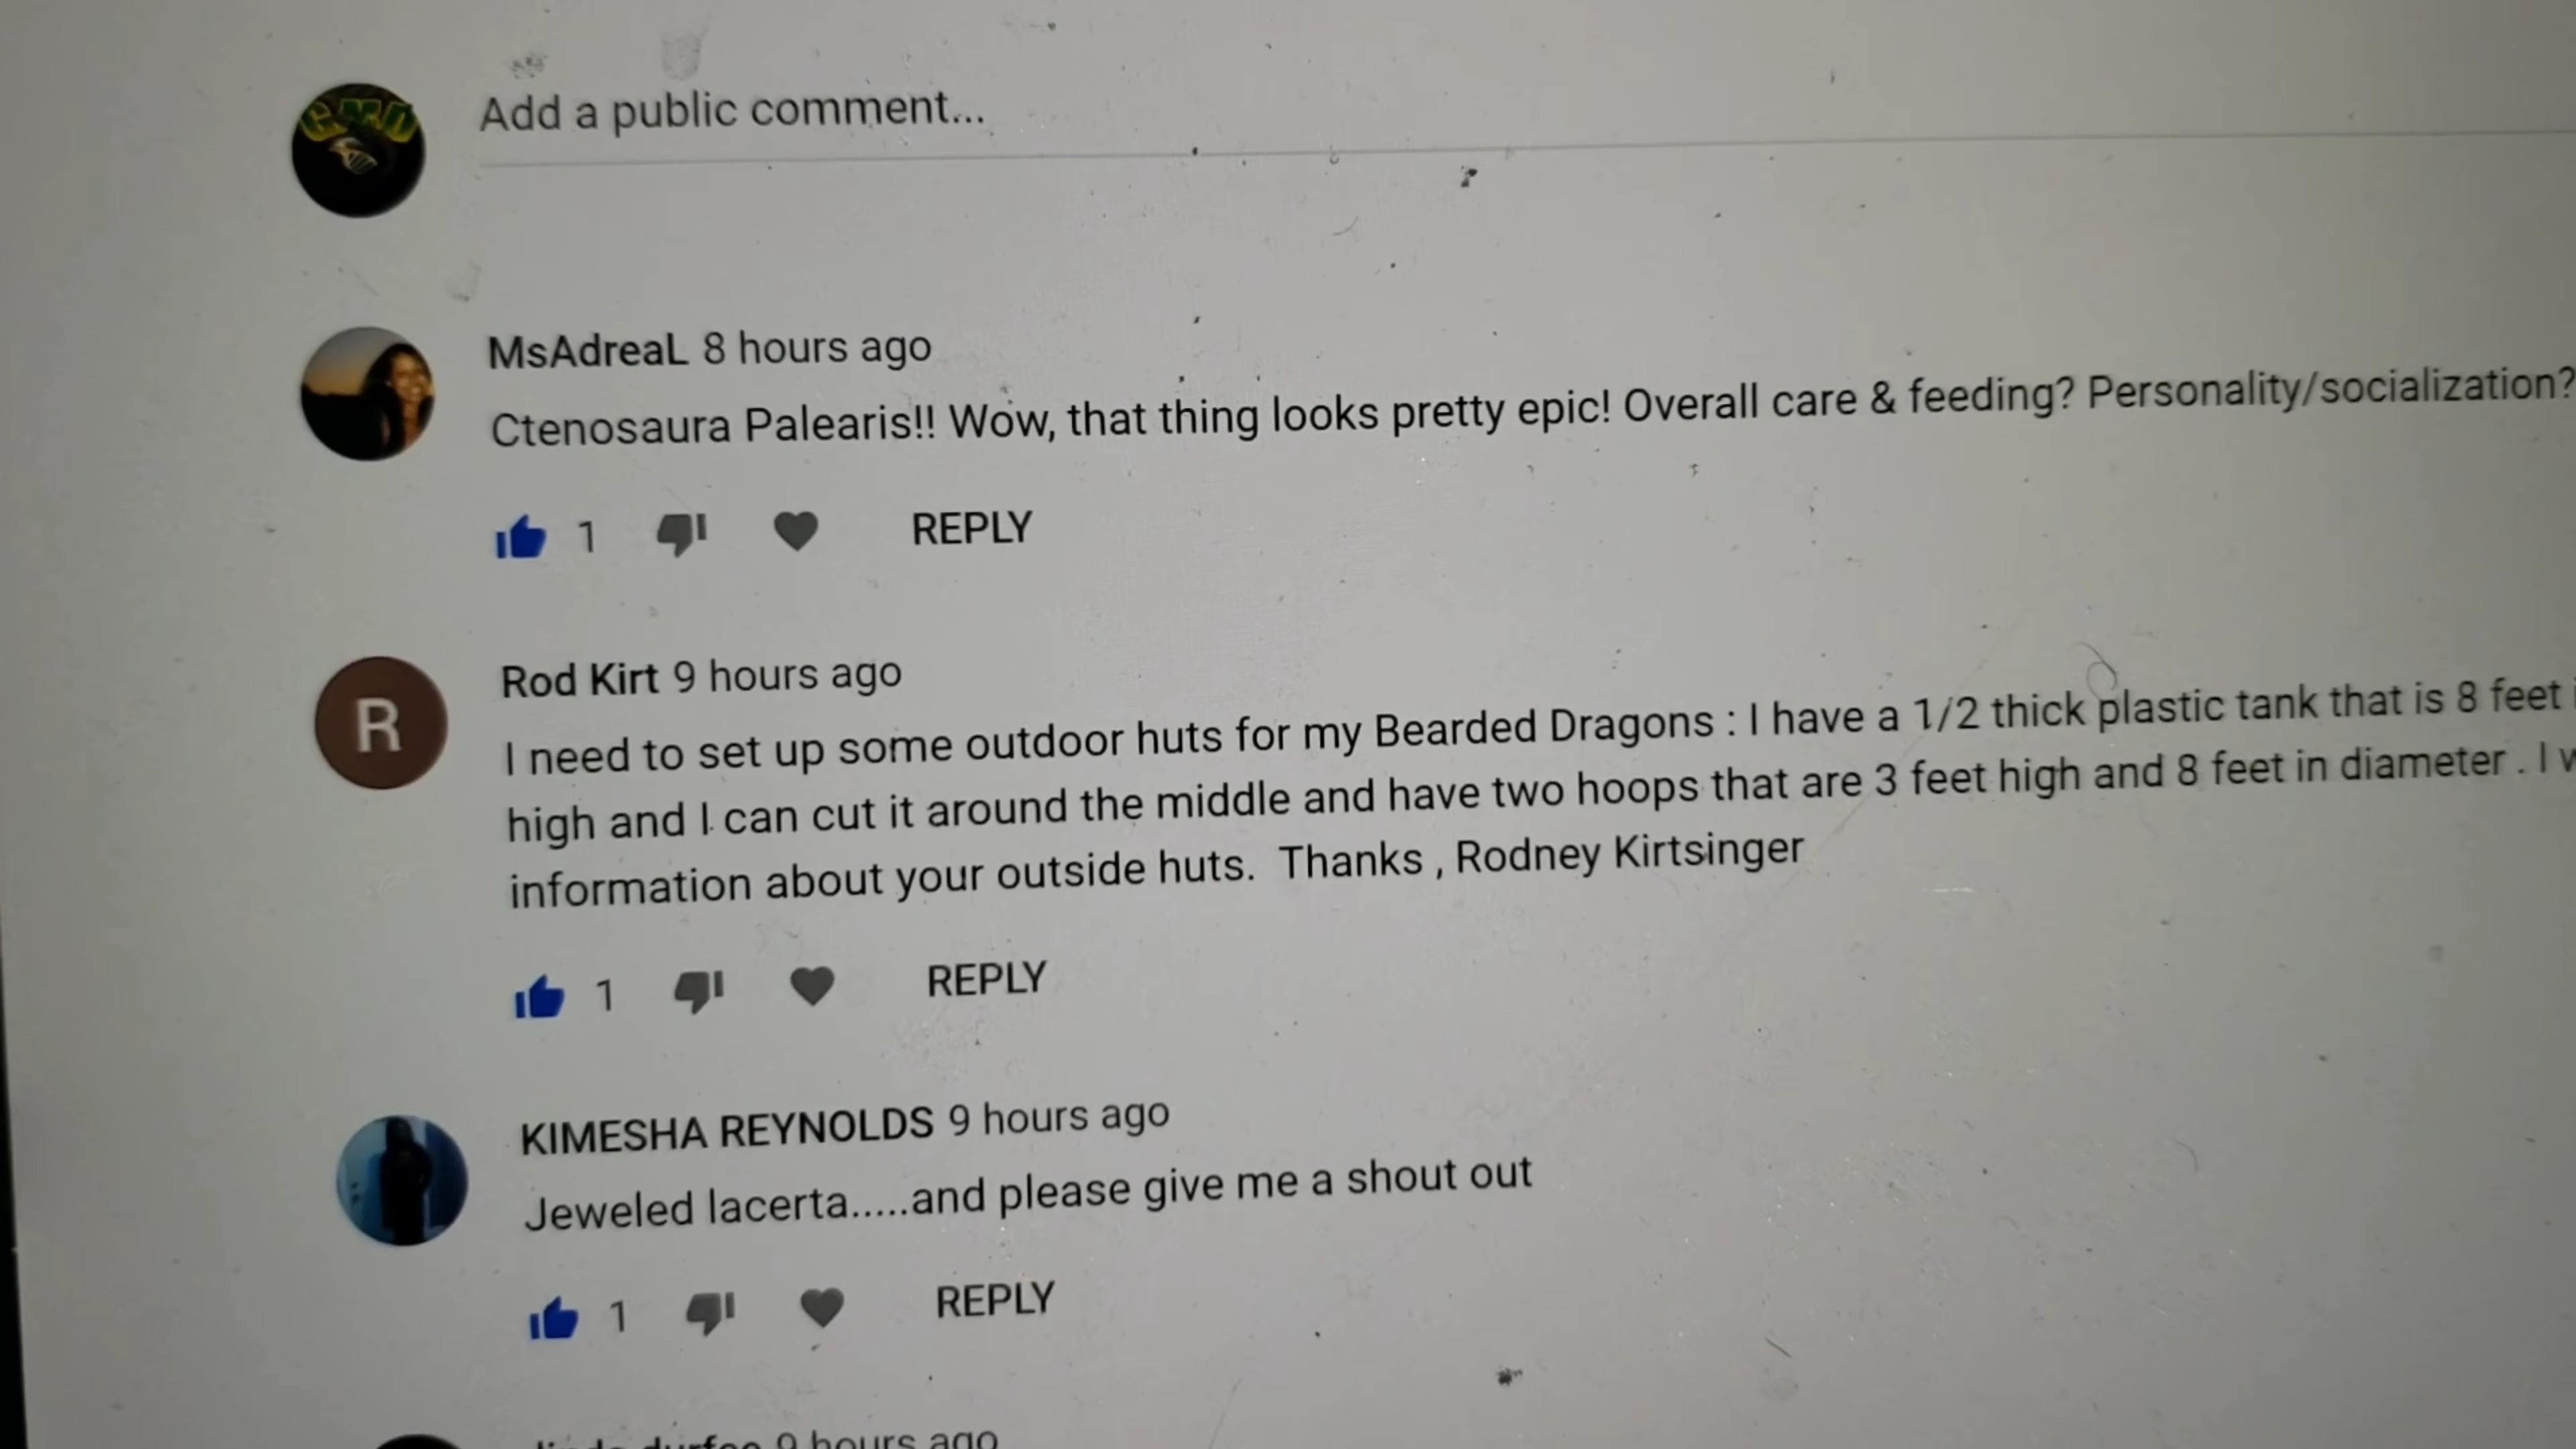 Add a public comment...
MsAdreaL 8 hours ago
Ctenosaura Palearis!! Wow, that thing looks pretty epic! Overall care & feeding? Personality/socialization?
1 REPLY
R
Rod Kirt 9 hours ago
I need to set up some outdoor huts for my Bearded Dragons : I have a 1/2 thick plastic tank that is 8 feet
high and I can cut it around the middle and have two hoops that are 3 feet high and 8 feet in diameter . I
information about your outside huts. Thanks , Rodney Kirtsinger
1 REPLY
KIMESHA REYNOLDS 9 hours ago
Jeweled lacerta.....and please give me a shout out
1 REPLY
9 hours ago